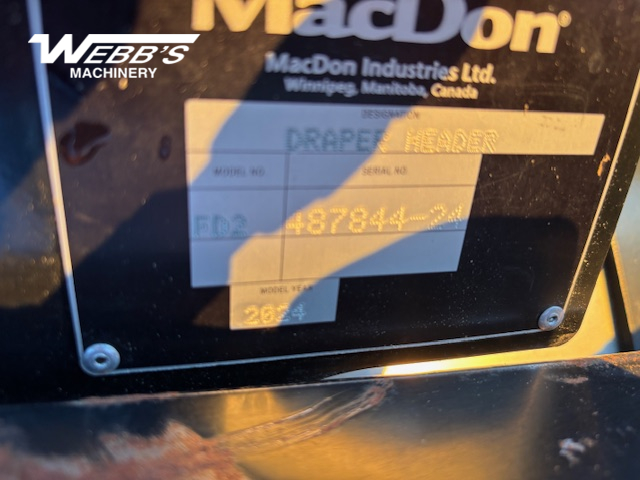 MacDon®
WEBB'S
MACHINERY
MacDon Industries Ltd.
Winnipeg, Manitoba, Canada
DESIGNATION
DRAPER HEADER
MODEL NO. SERIAL NO.
FD2 487844-24
MODEL YEAR
2024